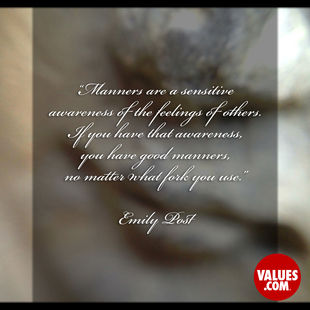 “Manners are a sensitive
awareness of the feelings of others.
If you have that awareness,
you have good manners,
no matter what fork you use.”
Emily Post
VALUES
.COM